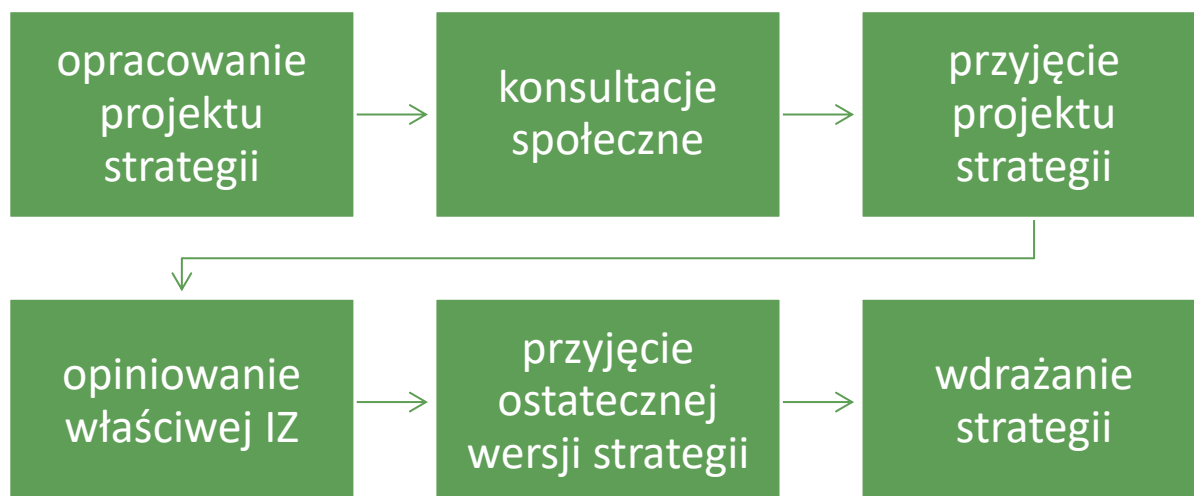 opracowanie
projektu
strategii
konsultacje
społeczne
przyjęcie
projektu
strategii
opiniowanie
właściwej IZ
przyjęcie
ostatecznej
wersji strategii
wdrażanie
strategii